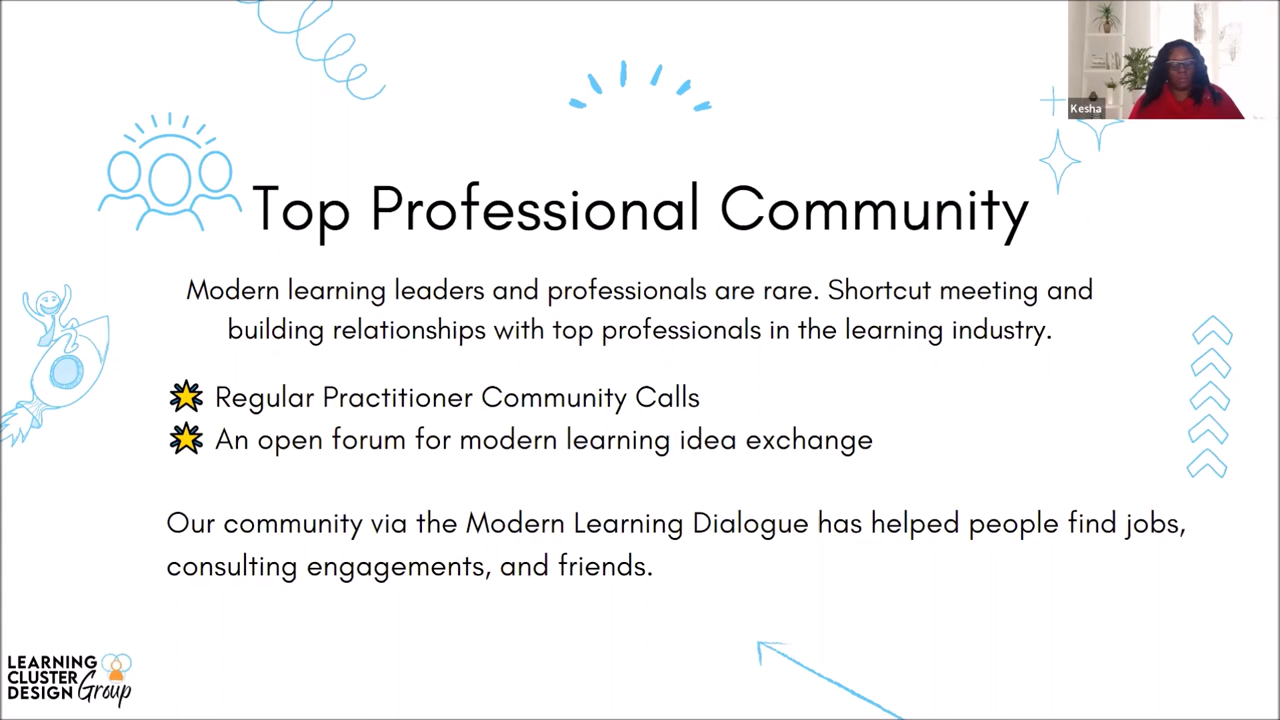 Kesha
Top Professional Community
Modern learning leaders and professionals are rare. Shortcut meeting and
building relationships with top professionals in the learning industry.
Regular Practitioner Community Calls
An open forum for modern learning idea exchange
Our community via the Modern Learning Dialogue has helped people find jobs,
consulting engagements, and friends.
LEARNING
CLUSTER
DESIGN Group